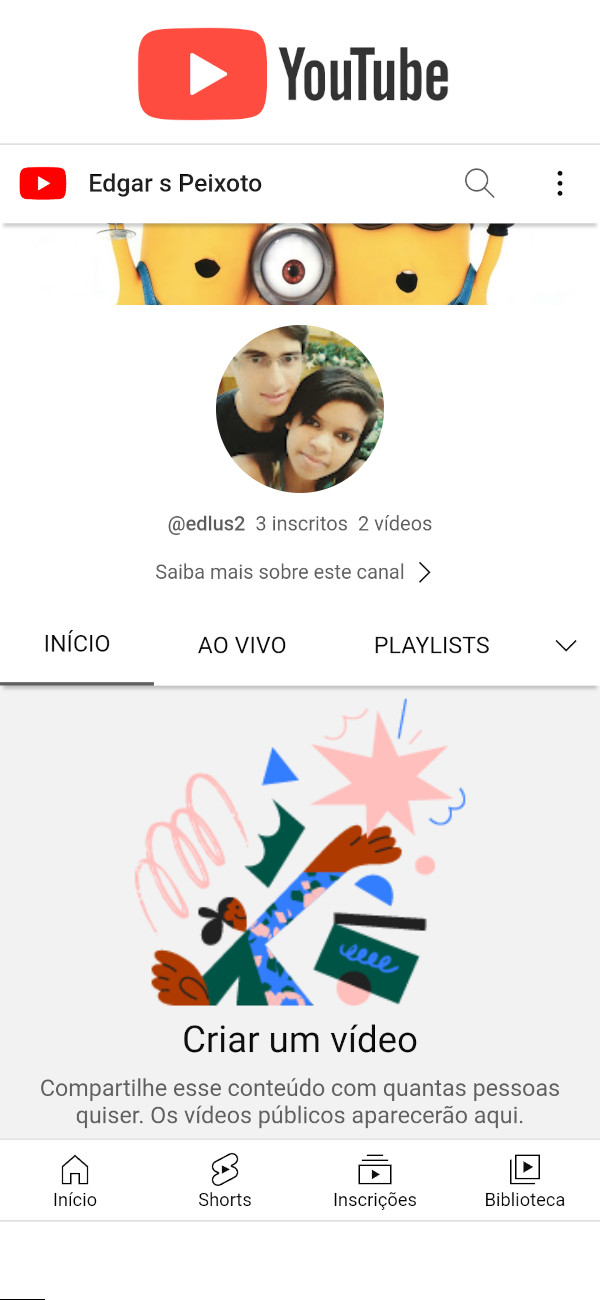 YouTube
Edgar s Peixoto
@edlus2 3 inscritos 2 vídeos
Saiba mais sobre este canal
INÍCIO AO VIVO PLAYLISTS
Criar um vídeo
Compartilhe esse conteúdo com quantas pessoas
quiser. Os vídeos públicos aparecerão aqui.
Início Shorts Inscrições Biblioteca